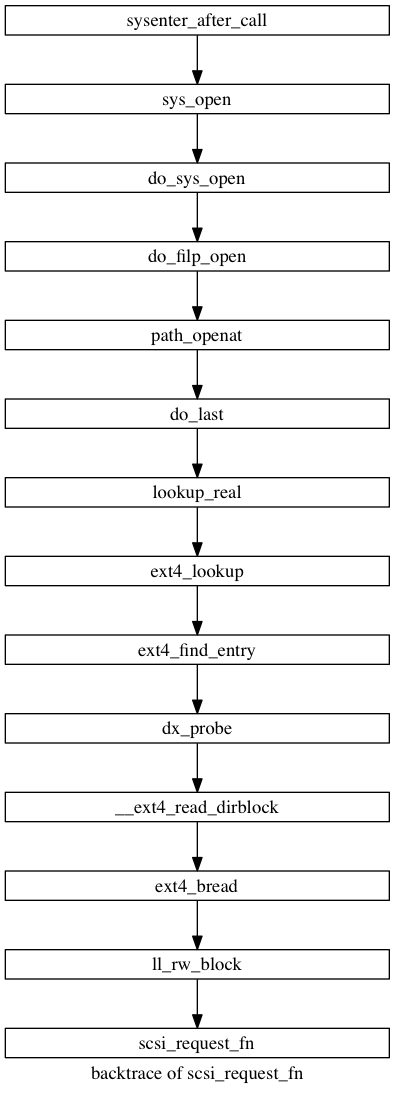 sysenter_after_call
sys_open
do_sys_open
do_filp_open
path_openat
do_last
lookup_real
ext4_lookup
ext4_find_entry
dx_probe
__ext4_read_dirblock
ext4_bread
ll_rw_block
scsi_request_fn
backtrace of scsi_request_fn